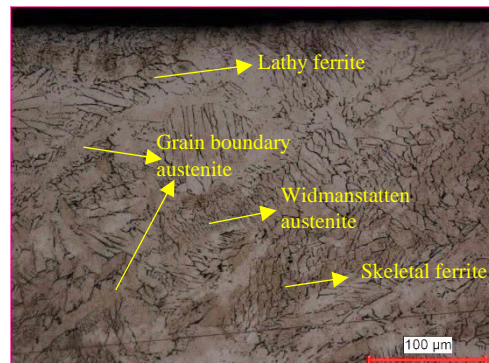 Lathy ferrite
Grain boundary
austenite
Widmanstatten
austenite
Skeletal ferrite
100 µm